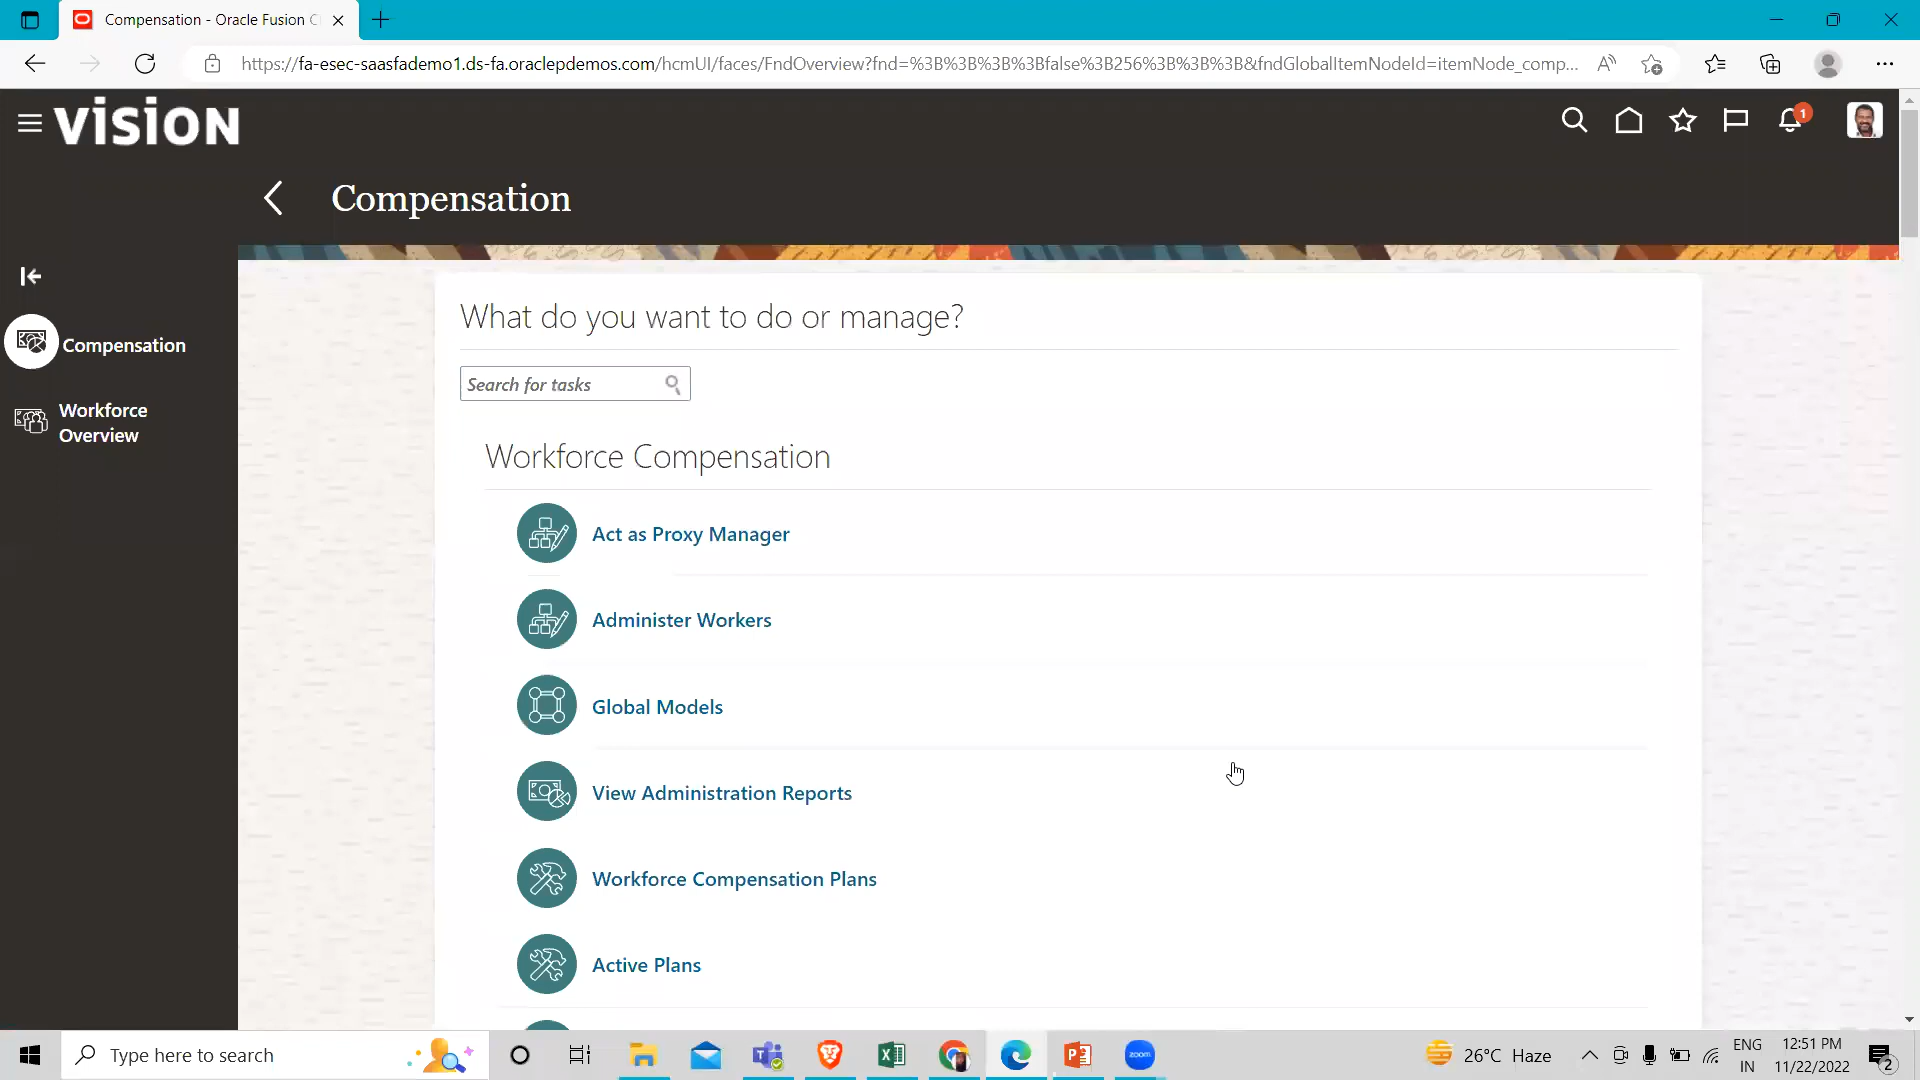 Compensation - Oracle Fusion C
https://fa-esec-saasfademo1.ds-fa.oraclepdemos.com/hcmUI/faces/FndOverview?fnd=%3B%3B%3B%3Bfalse%3B256%3B%3B%3B&fndGlobalItemNodeId=itemNode_comp...
vision
1
Compensation
Compensation
Workforce
Overview
What do you want to do or manage?
Search for tasks
Workforce Compensation
Act as Proxy Manager
Administer Workers
Global Models
View Administration Reports
Workforce Compensation Plans
Active Plans
Type here to search
zoom
26°C Haze
ENG
IN
12:51 PM
11/22/2022
2